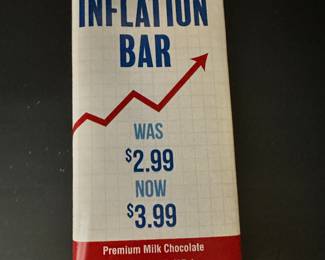 INFLATION
BAR
WAS
$2.99
NOW
$3.99
Premium Milk Chocolate